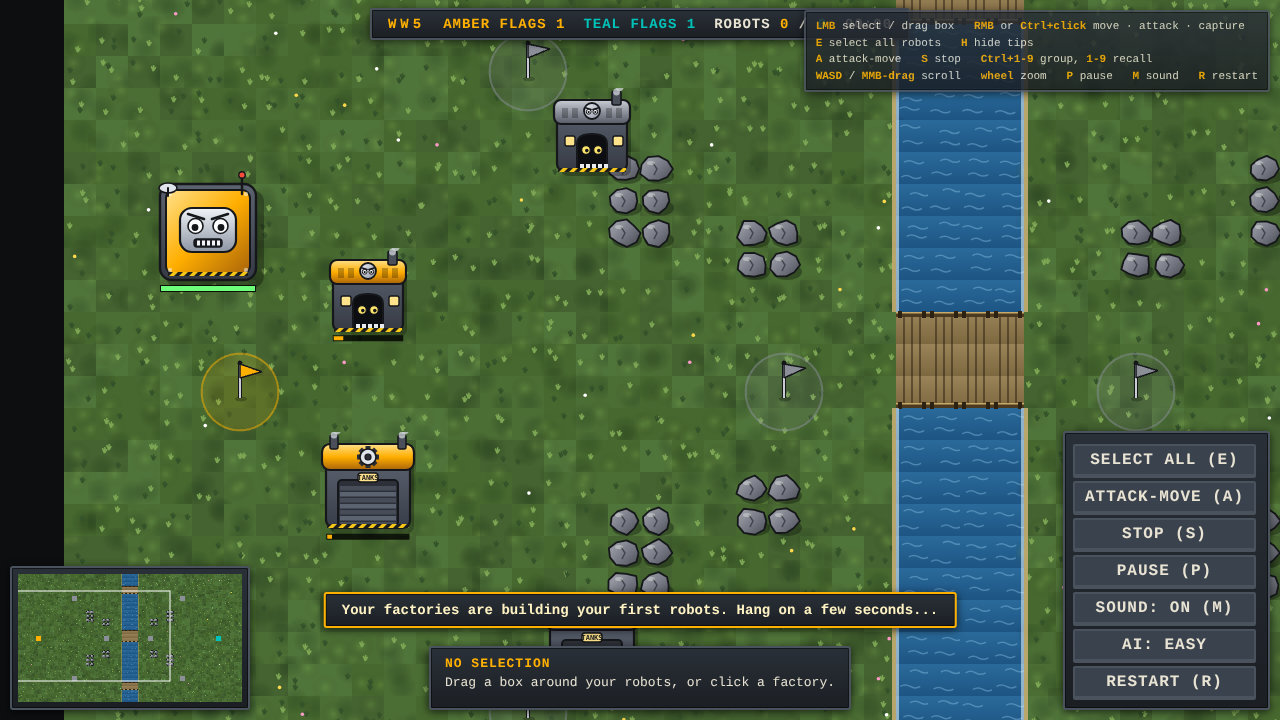 WW5 AMBER FLAGS 1 TEAL FLAGS 1 ROBOTS 0 /
LMB select / drag box RMB or Ctrl+click move · attack · capture
E select all robots H hide tips
A attack-move S stop Ctrl+1-9 group, 1-9 recall
WASD / MMB-drag scroll wheel zoom P pause M sound R restart
TANKS
SELECT ALL (E)
ATTACK-MOVE (A)
STOP (S)
PAUSE (P)
SOUND: ON (M)
AI: EASY
RESTART (R)
Your factories are building your first robots. Hang on a few seconds...
TANKS
NO SELECTION
Drag a box around your robots, or click a factory.